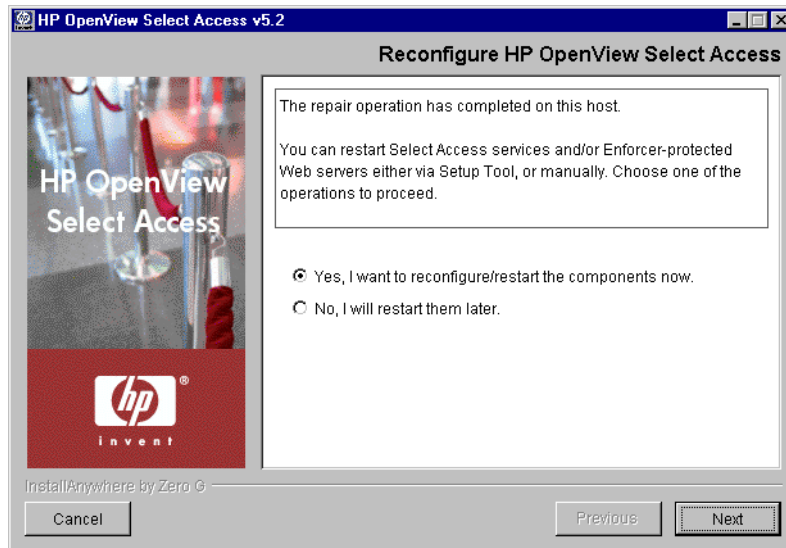 HP OpenView Select Access v5.2
Reconfigure HP OpenView Select Access
HP OpenView
Select Access
hp
®
invent
The repair operation has completed on this host.
You can restart Select Access services and/or Enforcer-protected
Web servers either via Setup Tool, or manually. Choose one of the
operations to proceed.
Yes, I want to reconfigure/restart the components now.
No, I will restart them later.
InstallAnywhere by Zero G
Cancel
Previous
Next